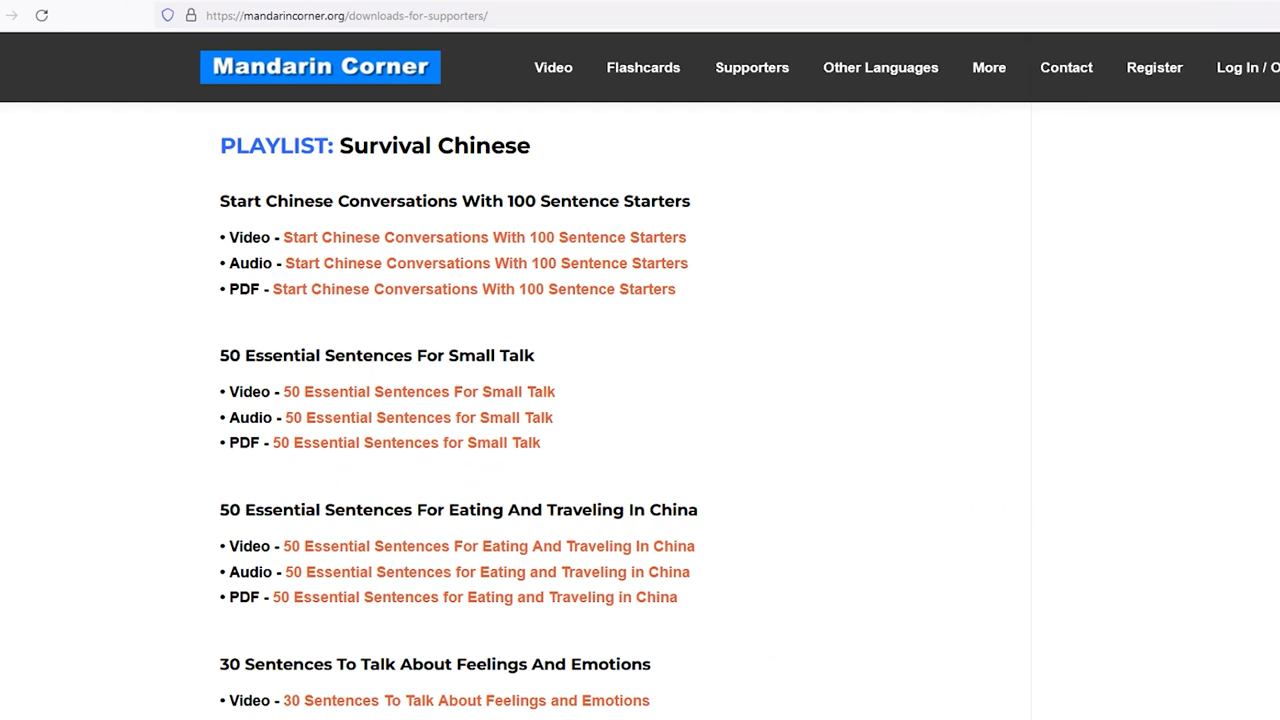 https://mandarincorner.org/downloads-for-supporters/
Mandarin Corner Video Flashcards Supporters Other Languages More Contact Register Log In / O
PLAYLIST: Survival Chinese
Start Chinese Conversations With 100 Sentence Starters
• Video - Start Chinese Conversations With 100 Sentence Starters
• Audio - Start Chinese Conversations With 100 Sentence Starters
• PDF - Start Chinese Conversations With 100 Sentence Starters
50 Essential Sentences For Small Talk
• Video - 50 Essential Sentences For Small Talk
• Audio - 50 Essential Sentences for Small Talk
• PDF - 50 Essential Sentences for Small Talk
50 Essential Sentences For Eating And Traveling In China
• Video - 50 Essential Sentences For Eating And Traveling In China
• Audio - 50 Essential Sentences for Eating and Traveling in China
• PDF - 50 Essential Sentences for Eating and Traveling in China
30 Sentences To Talk About Feelings And Emotions
• Video - 30 Sentences To Talk About Feelings and Emotions